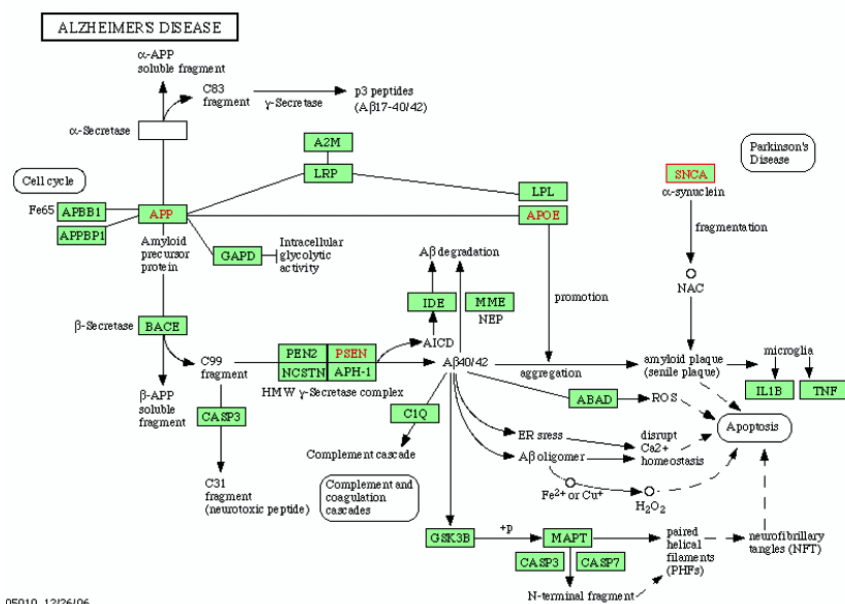 ALZHEIMER'S DISEASE
α-APP
soluble fragment
C83
fragment
γ-Secretase
p3 peptides
(Aβ17-40/42)
α-Secretase
A2M
LRP
Parkinson's
Disease
Cell cycle
SNCA
α-synuclein
LPL
Fe65
APBB1
APP
APOE
APPBP1
Amyloid
precursor
protein
GAPD
Intracellular
glycolytic
activity
fragmentation
Aβ degradation
NAC
IDE
MME
NEP
promotion
β-Secretase
BACE
AICD
C99
fragment
PEN2
PSEN
NCSTN
APH-1
HMW γ-Secretase complex
Aβ40/42
aggregation
amyloid plaque
(senile plaque)
microglia
IL1B
TNF
β-APP
soluble fragment
CASP3
C1Q
ABAD
ROS
Apoptosis
Complement cascade
ER sress
disrupt
Ca2+
homeostasis
Aβ oligomer
C31
fragment
(neurotoxic peptide)
Complement and
coagulation
cascades
Fe²⁺ or Cu⁺
H₂O₂
GSK3B
+p
MAPT
paired
helical
filaments
(PHFs)
neurofibrillary
tangles (NFT)
CASP3
CASP7
N-terminal fragment
05010 12/26/06